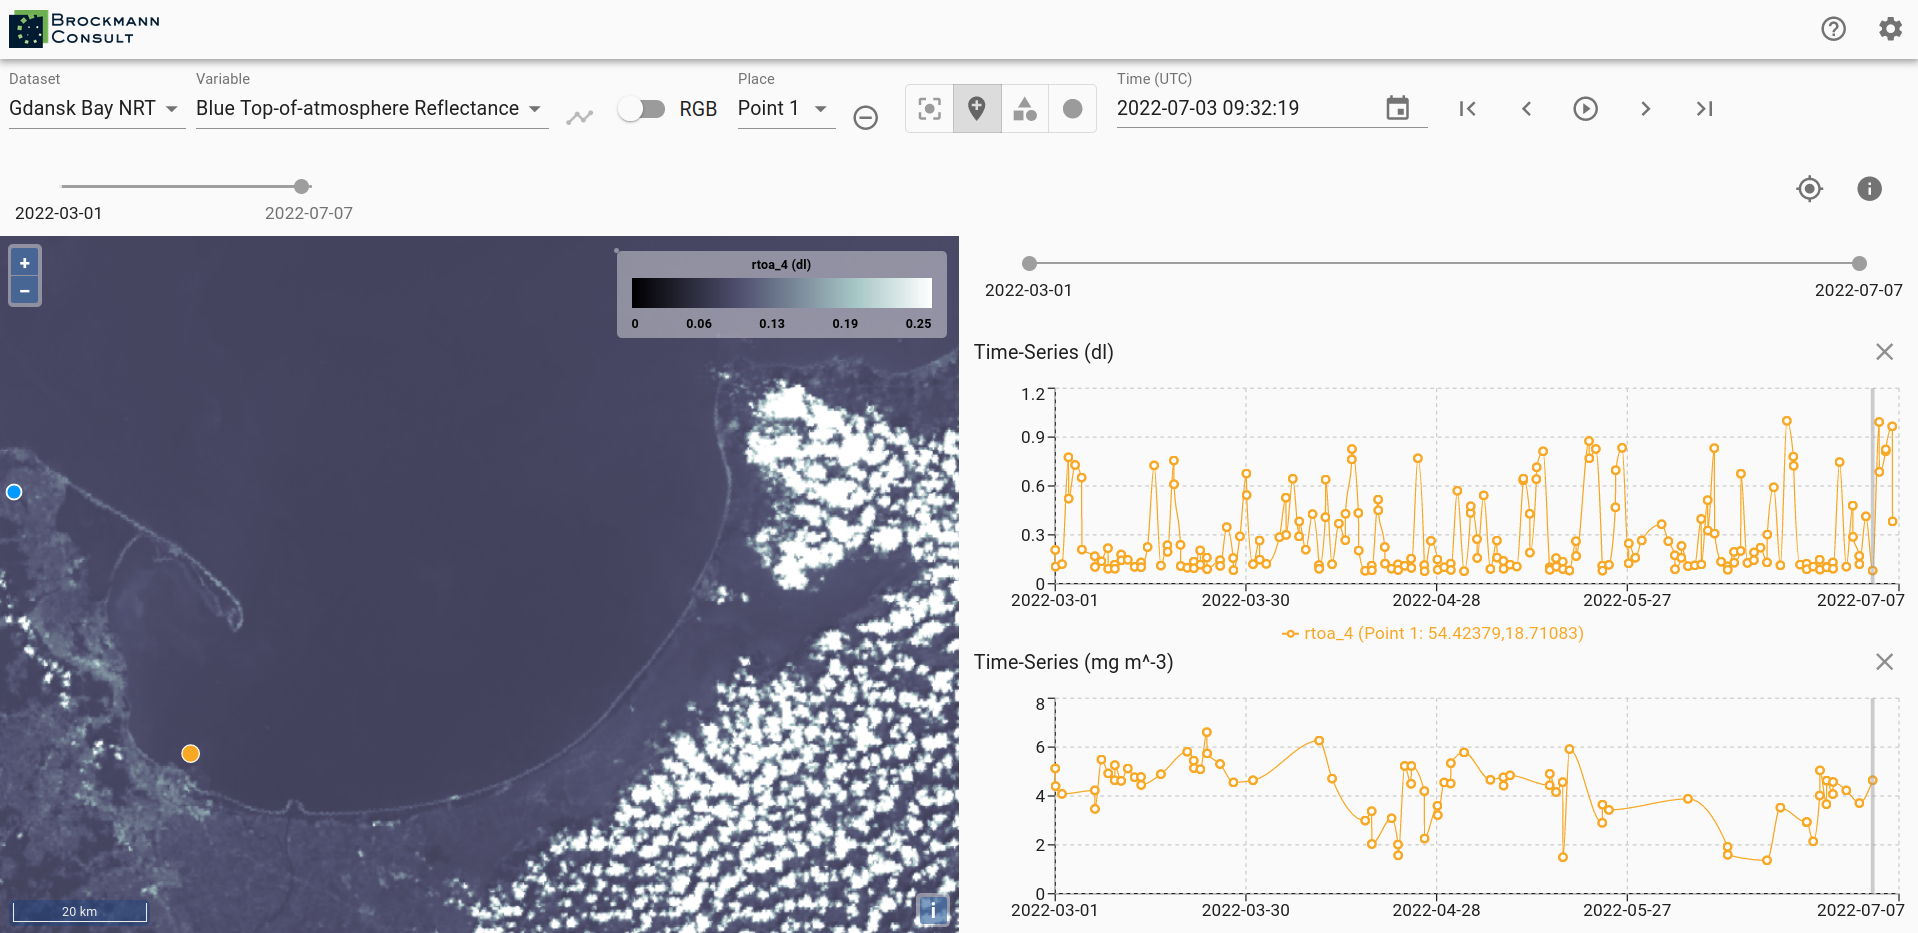 BROCKMANN
CONSULT
Dataset
Gdansk Bay NRT
Variable
Blue Top-of-atmosphere Reflectance
RGB
Place
Point 1
Time (UTC)
2022-07-03 09:32:19
2022-03-01
2022-07-07
+
−
rtoa_4 (dl)
0 0.06 0.13 0.19 0.25
20 km
i
2022-03-01 2022-07-07
Time-Series (dl)
1.2
0.9
0.6
0.3
0
2022-03-01 2022-03-30 2022-04-28 2022-05-27 2022-07-07
rtoa_4 (Point 1: 54.42379,18.71083)
Time-Series (mg m^-3)
8
6
4
2
0
2022-03-01 2022-03-30 2022-04-28 2022-05-27 2022-07-07